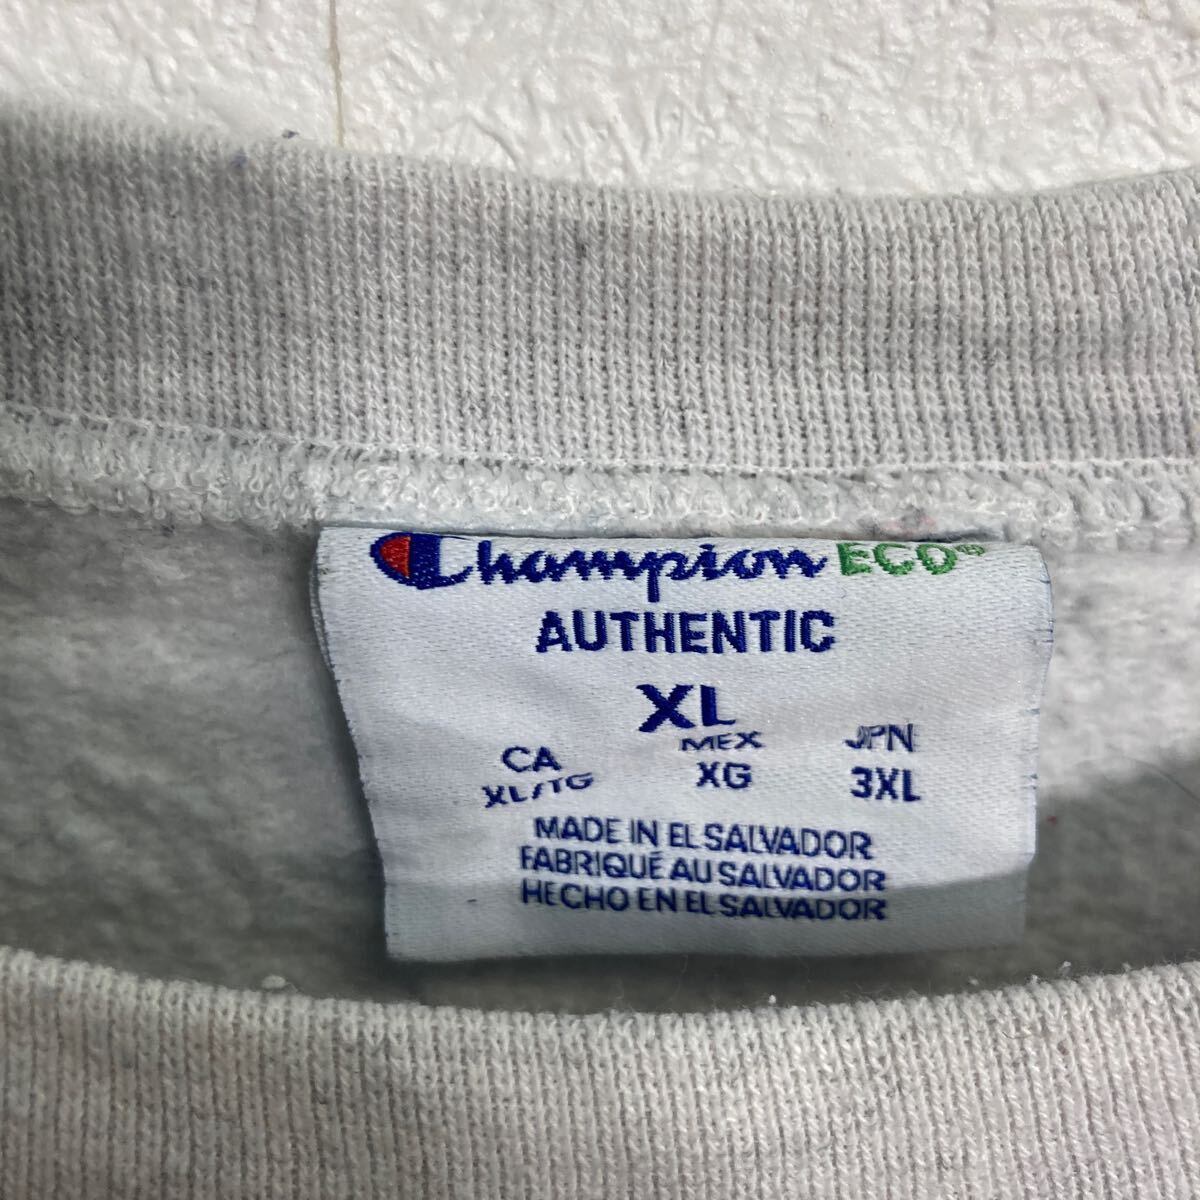 Champion ECO®
AUTHENTIC
XL
CA MEX JPN
XL/TG XG 3XL
MADE IN EL SALVADOR
FABRIQUÉ AU SALVADOR
HECHO EN EL SALVADOR